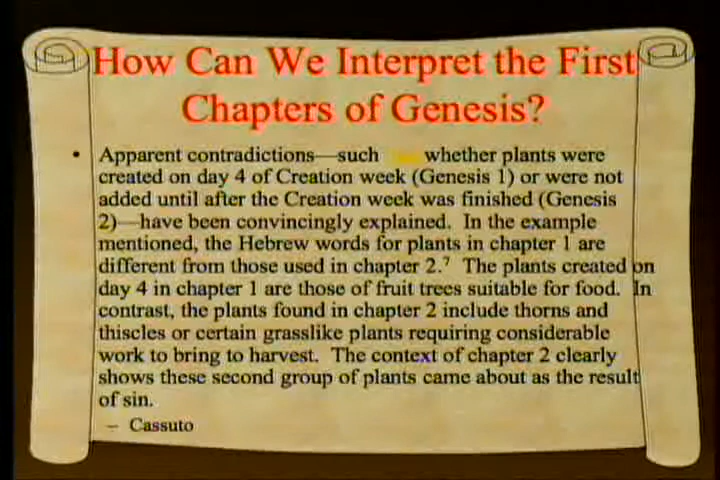 How Can We Interpret the First
Chapters of Genesis?
• Apparent contradictions—such whether plants were
created on day 4 of Creation week (Genesis 1) or were not
added until after the Creation week was finished (Genesis
2)—have been convincingly explained. In the example
mentioned, the Hebrew words for plants in chapter 1 are
different from those used in chapter 2.⁷ The plants created on
day 4 in chapter 1 are those of fruit trees suitable for food. In
contrast, the plants found in chapter 2 include thorns and
thiscles or certain grasslike plants requiring considerable
work to bring to harvest. The context of chapter 2 clearly
shows these second group of plants came about as the result
of sin.
– Cassuto